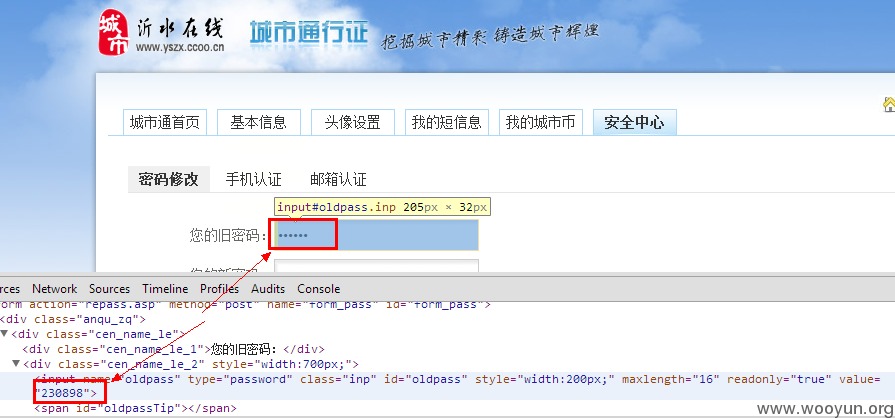 城市 沂水在线 城市通行证 挖掘城市精彩 铸造城市辉煌
www.yszx.ccoo.cn
城市通首页 基本信息 头像设置 我的短信息 我的城市币 安全中心
密码修改 手机认证 邮箱认证
input#oldpass.inp 205px × 32px
您的旧密码: ••••••
您的新密码
rces Network Sources Timeline Profiles Audits Console
orm action="repass.asp" method="post" name="form_pass" id="form_pass">
<div class="anqu_zq">
▼<div class="cen_name_le">
<div class="cen_name_le_1">您的旧密码: </div>
▼<div class="cen_name_le_2" style="width:700px;">
<input name="oldpass" type="password" class="inp" id="oldpass" style="width:200px;" maxlength="16" readonly="true" value=
"230898">
<span id="oldpassTip"></span>
www.wooyun.org